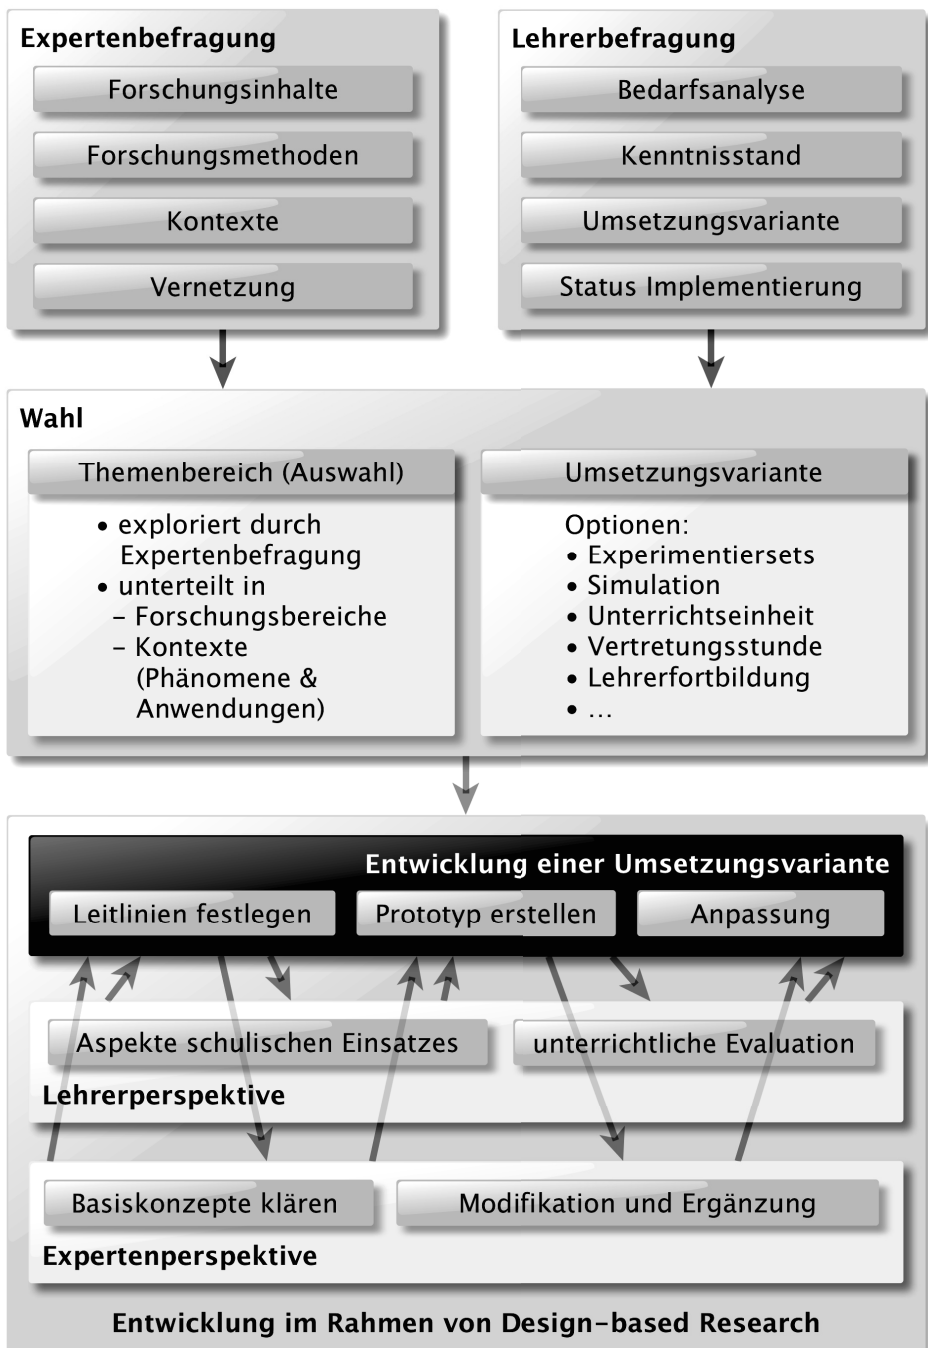 Expertenbefragung
Forschungsinhalte
Forschungsmethoden
Kontexte
Vernetzung
Lehrerbefragung
Bedarfsanalyse
Kenntnisstand
Umsetzungsvariante
Status Implementierung
Wahl
Themenbereich (Auswahl)
• exploriert durch
Expertenbefragung
• unterteilt in
– Forschungsbereiche
– Kontexte
(Phänomene &
Anwendungen)
Umsetzungsvariante
Optionen:
• Experimentiersets
• Simulation
• Unterrichtseinheit
• Vertretungsstunde
• Lehrerfortbildung
• ...
Entwicklung einer Umsetzungsvariante
Leitlinien festlegen
Prototyp erstellen
Anpassung
Aspekte schulischen Einsatzes
unterrichtliche Evaluation
Lehrerperspektive
Basiskonzepte klären
Modifikation und Ergänzung
Expertenperspektive
Entwicklung im Rahmen von Design-based Research